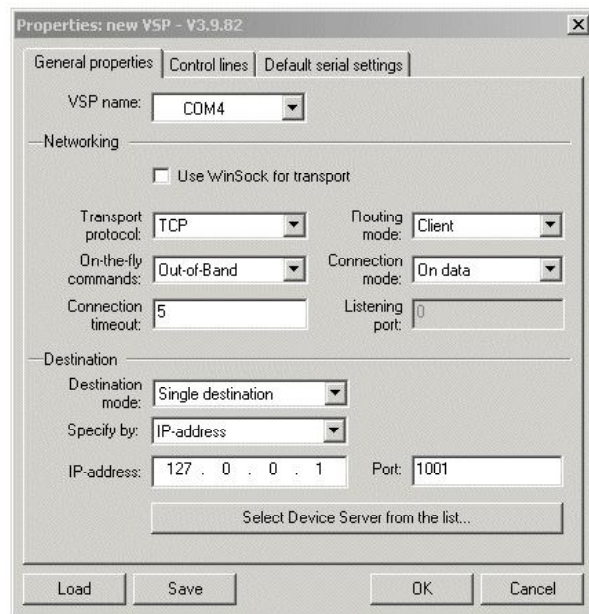 Properties: new VSP - V3.9.82
General properties Control lines Default serial settings
VSP name: COM4
Networking
Use WinSock for transport
Transport protocol: TCP Routing mode: Client
On-the-fly commands: Out-of-Band Connection mode: On data
Connection timeout: 5 Listening port: 0
Destination
Destination mode: Single destination
Specify by: IP-address
IP-address: 127 . 0 . 0 . 1 Port: 1001
Select Device Server from the list...
Load Save OK Cancel